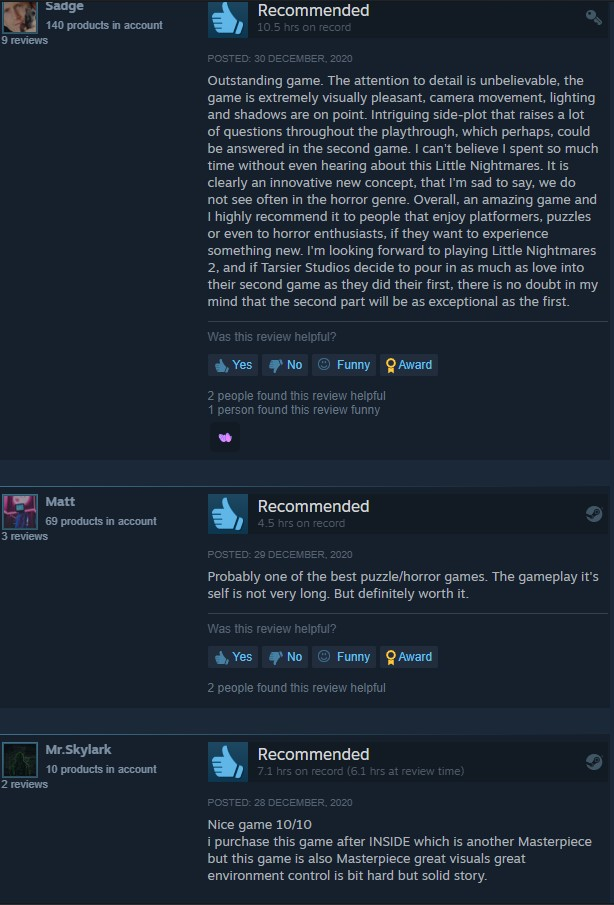 Sadge
140 products in account
9 reviews
Recommended
10.5 hrs on record
POSTED: 30 DECEMBER, 2020
Outstanding game. The attention to detail is unbelievable, the
game is extremely visually pleasant, camera movement, lighting
and shadows are on point. Intriguing side-plot that raises a lot
of questions throughout the playthrough, which perhaps, could
be answered in the second game. I can't believe I spent so much
time without even hearing about this Little Nightmares. It is
clearly an innovative new concept, that I'm sad to say, we do
not see often in the horror genre. Overall, an amazing game and
I highly recommend it to people that enjoy platformers, puzzles
or even to horror enthusiasts, if they want to experience
something new. I'm looking forward to playing Little Nightmares
2, and if Tarsier Studios decide to pour in as much as love into
their second game as they did their first, there is no doubt in my
mind that the second part will be as exceptional as the first.
Was this review helpful?
Yes No Funny Award
2 people found this review helpful
1 person found this review funny
Matt
69 products in account
3 reviews
Recommended
4.5 hrs on record
POSTED: 29 DECEMBER, 2020
Probably one of the best puzzle/horror games. The gameplay it's
self is not very long. But definitely worth it.
Was this review helpful?
Yes No Funny Award
2 people found this review helpful
Mr.Skylark
10 products in account
2 reviews
Recommended
7.1 hrs on record (6.1 hrs at review time)
POSTED: 28 DECEMBER, 2020
Nice game 10/10
i purchase this game after INSIDE which is another Masterpiece
but this game is also Masterpiece great visuals great
environment control is bit hard but solid story.